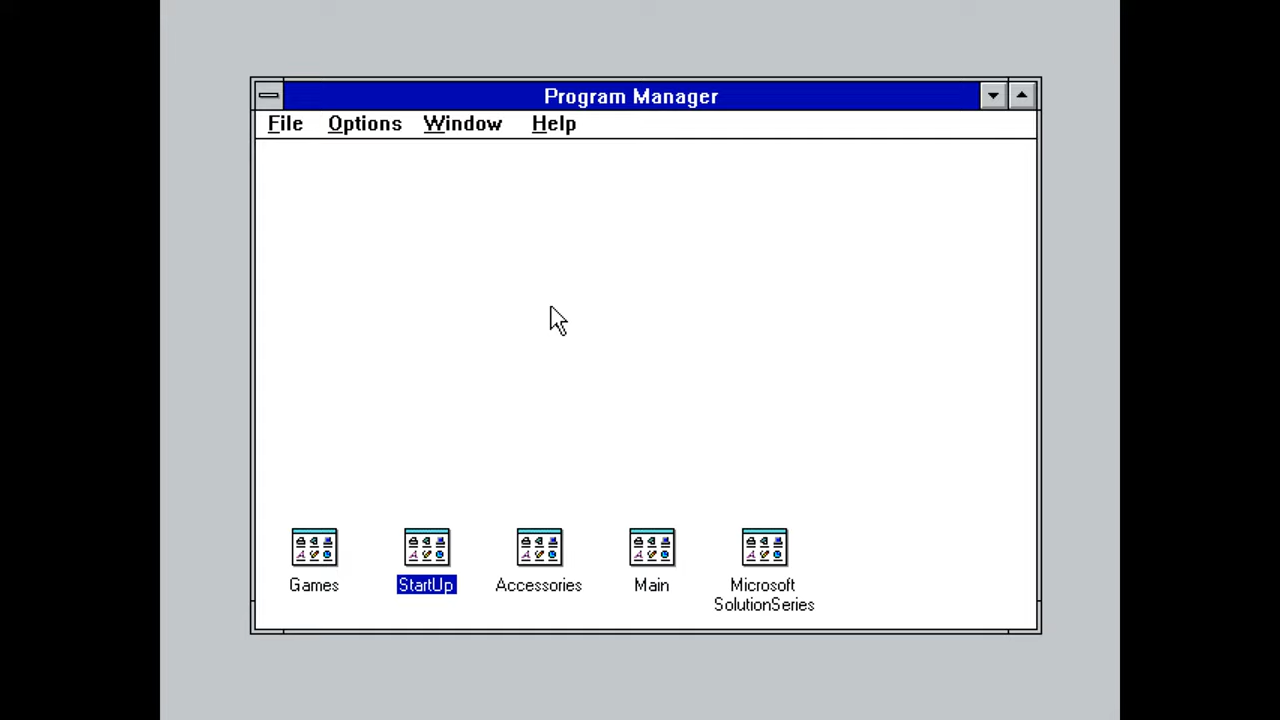 Program Manager
File Options Window Help
Games StartUp Accessories Main Microsoft
SolutionSeries